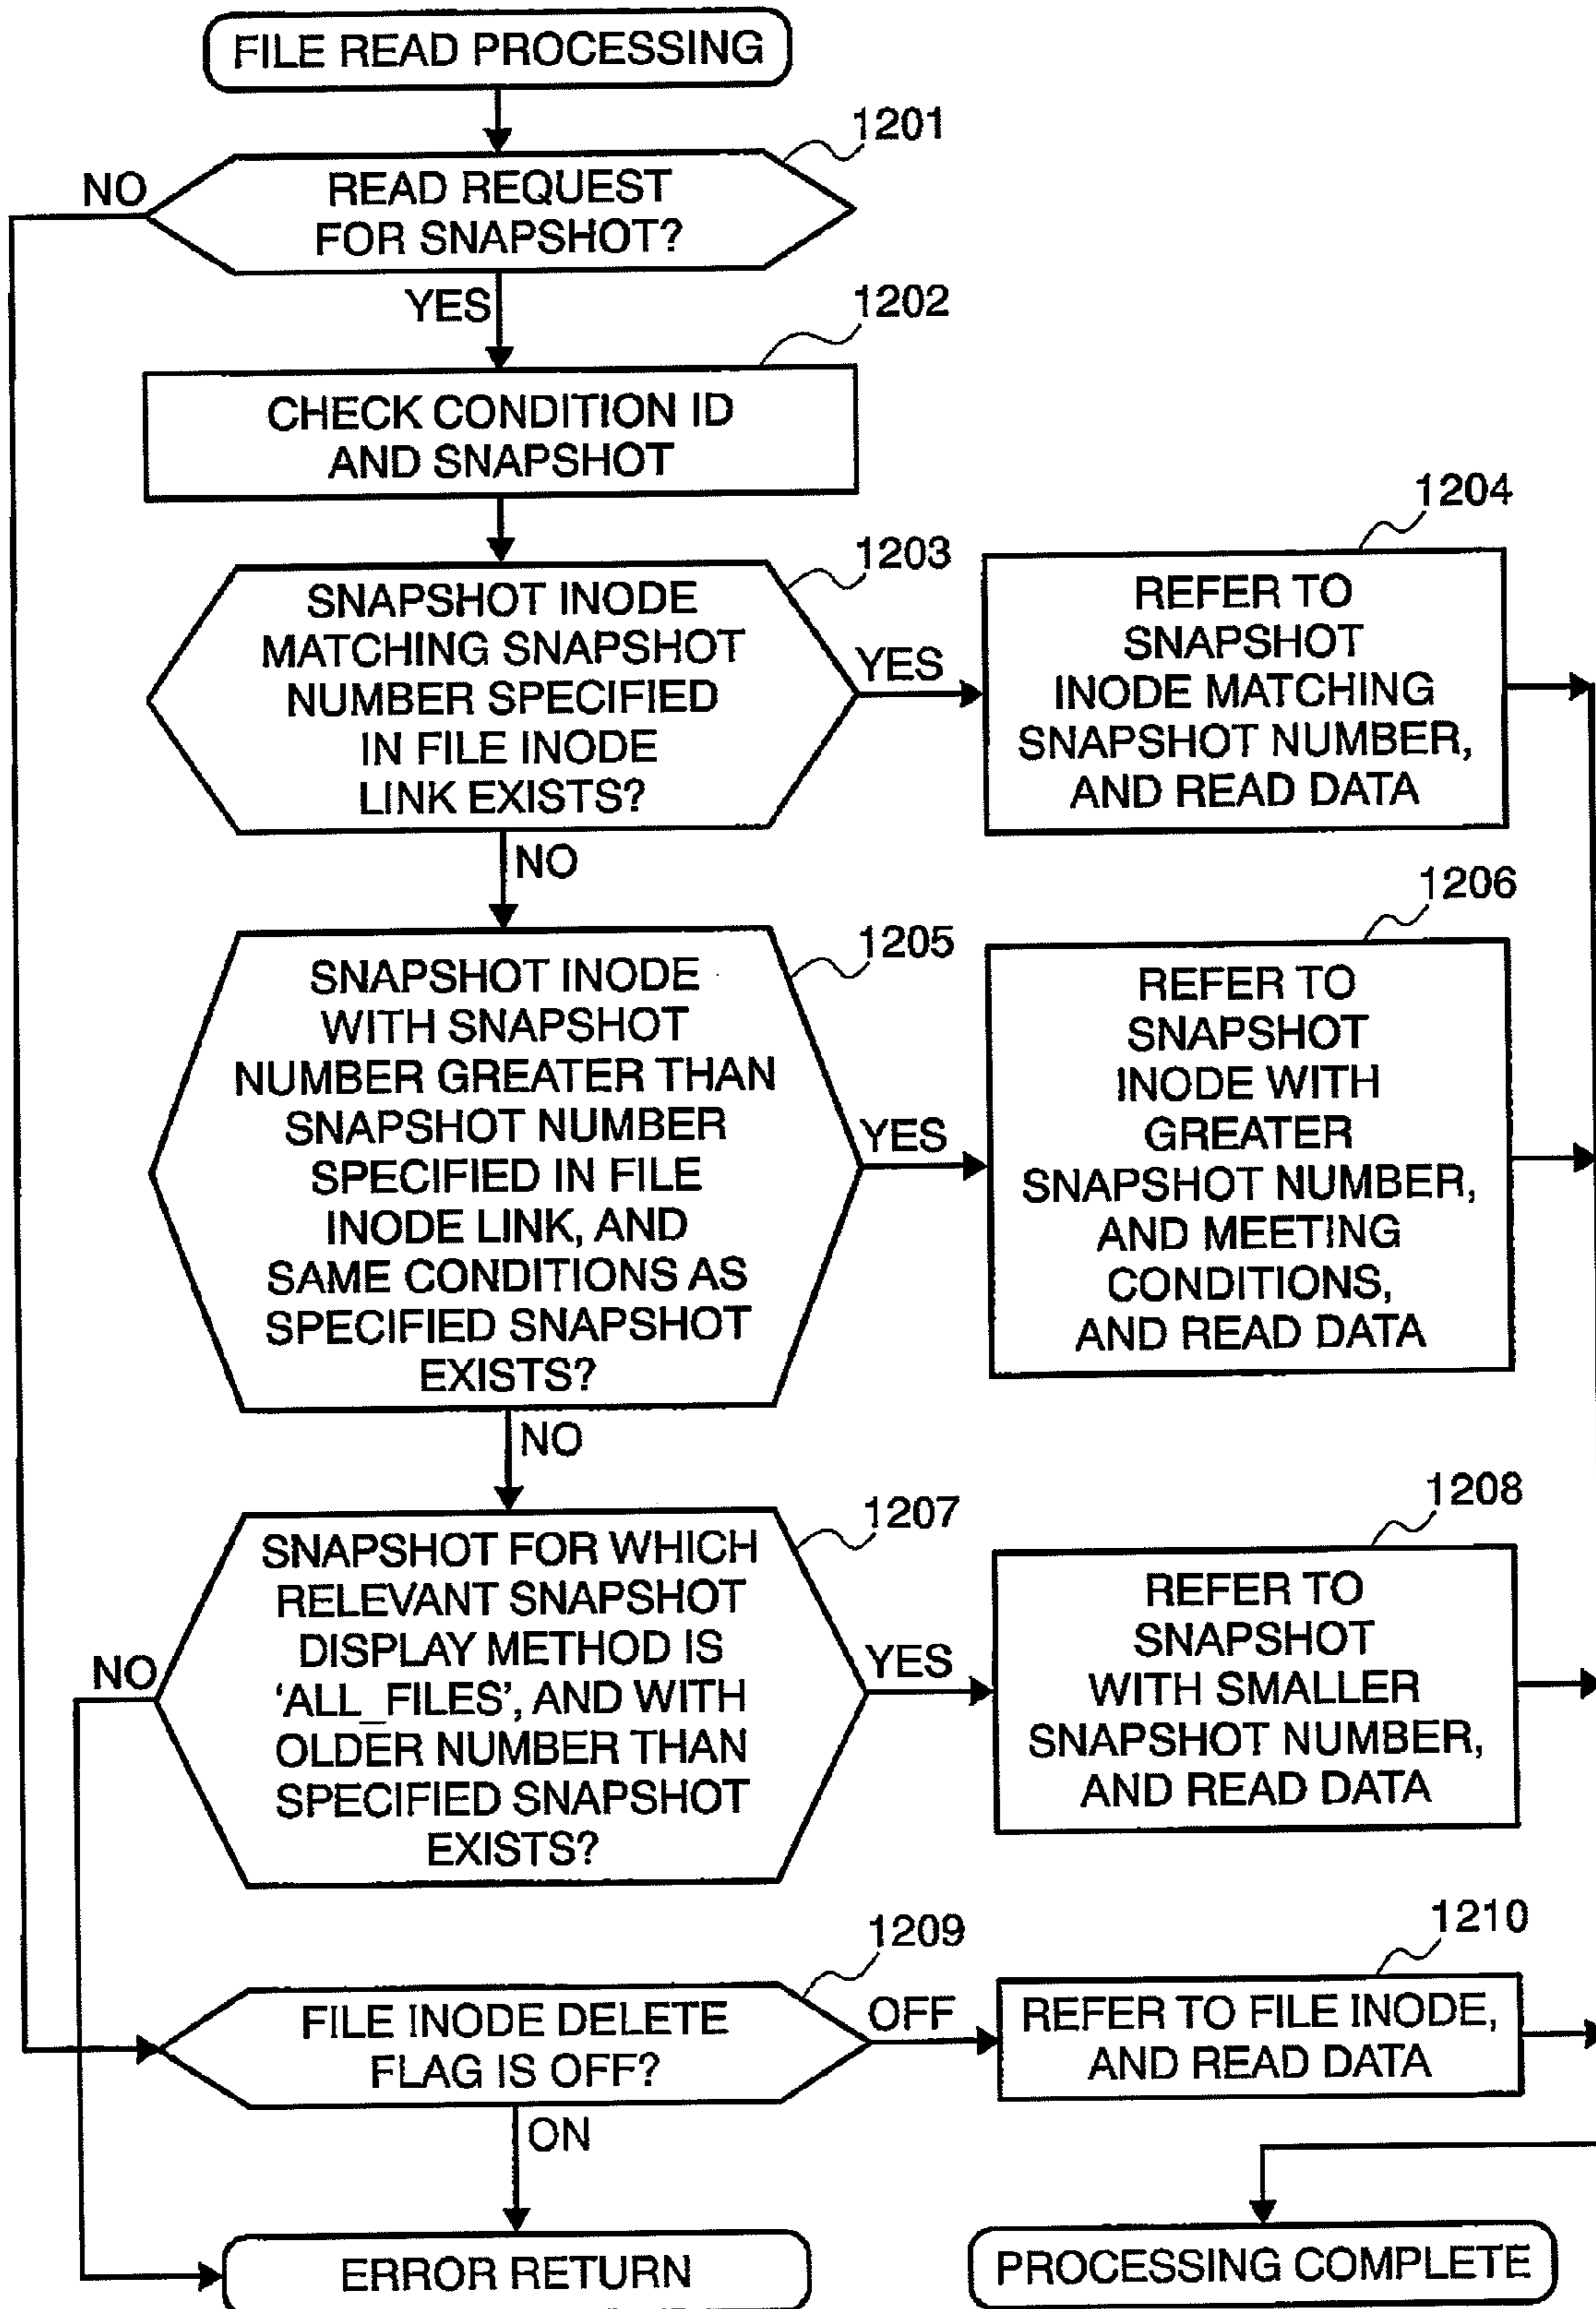 FILE READ PROCESSING
1201
NO
READ REQUEST
FOR SNAPSHOT?
YES
1202
CHECK CONDITION ID
AND SNAPSHOT
1203
SNAPSHOT INODE
MATCHING SNAPSHOT
NUMBER SPECIFIED
IN FILE INODE
LINK EXISTS?
YES
1204
REFER TO
SNAPSHOT
INODE MATCHING
SNAPSHOT NUMBER,
AND READ DATA
NO
1205
SNAPSHOT INODE
WITH SNAPSHOT
NUMBER GREATER THAN
SNAPSHOT NUMBER
SPECIFIED IN FILE
INODE LINK, AND
SAME CONDITIONS AS
SPECIFIED SNAPSHOT
EXISTS?
YES
1206
REFER TO
SNAPSHOT
INODE WITH
GREATER
SNAPSHOT NUMBER,
AND MEETING
CONDITIONS,
AND READ DATA
NO
1207
SNAPSHOT FOR WHICH
RELEVANT SNAPSHOT
DISPLAY METHOD IS
‘ALL_FILES’, AND WITH
OLDER NUMBER THAN
SPECIFIED SNAPSHOT
EXISTS?
NO
YES
1208
REFER TO
SNAPSHOT
WITH SMALLER
SNAPSHOT NUMBER,
AND READ DATA
1209
FILE INODE DELETE
FLAG IS OFF?
OFF
1210
REFER TO FILE INODE,
AND READ DATA
ON
ERROR RETURN
PROCESSING COMPLETE